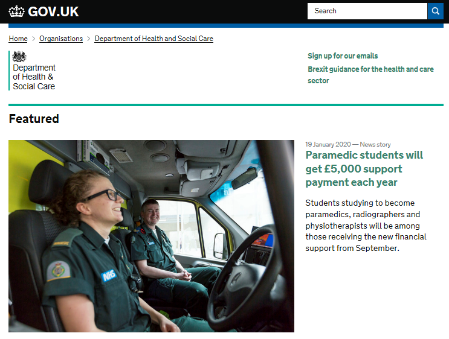 GOV.UK
Search
Home > Organisations > Department of Health and Social Care
Department
of Health &
Social Care
Sign up for our emails
Brexit guidance for the health and care
sector
Featured
19 January 2020 — News story
Paramedic students will
get £5,000 support
payment each year
Students studying to become
paramedics, radiographers and
physiotherapists will be among
those receiving the new financial
support from September.
NHS